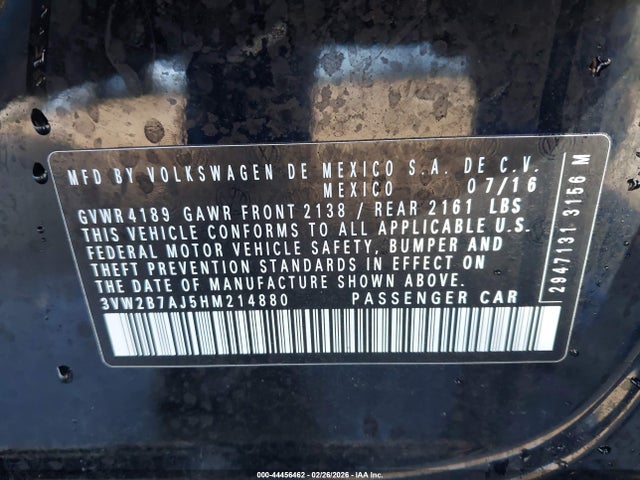 MFD BY VOLKSWAGEN DE MEXICO S.A. DE C.V.
MEXICO 07/16
GVWR 4189 GAWR FRONT 2138 / REAR 2161 LBS
THIS VEHICLE CONFORMS TO ALL APPLICABLE U.S.
FEDERAL MOTOR VEHICLE SAFETY, BUMPER AND
THEFT PREVENTION STANDARDS IN EFFECT ON
THE DATE OF MANUFACTURE SHOWN ABOVE.
3VW2B7AJ5HM214880 PASSENGER CAR
2947131 3156 M
000-44456462 - 02/26/2026 - IAA Inc.